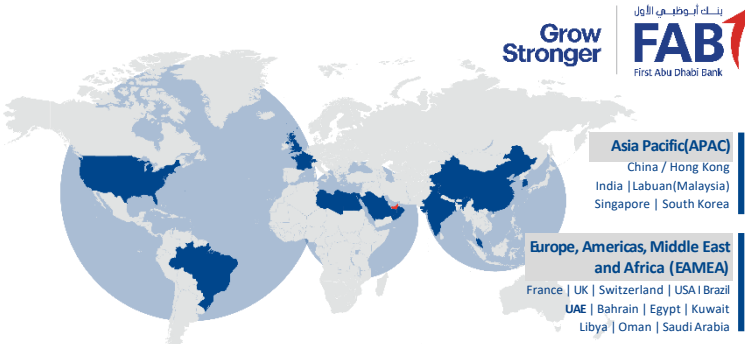 Grow
Stronger
بنك أبوظبي الأول
FAB
First Abu Dhabi Bank
Asia Pacific(APAC)
China / Hong Kong
India |Labuan(Malaysia)
Singapore | South Korea
Europe, Americas, Middle East
and Africa (EAMEA)
France | UK | Switzerland | USA I Brazil
UAE | Bahrain | Egypt | Kuwait
Libya | Oman | Saudi Arabia